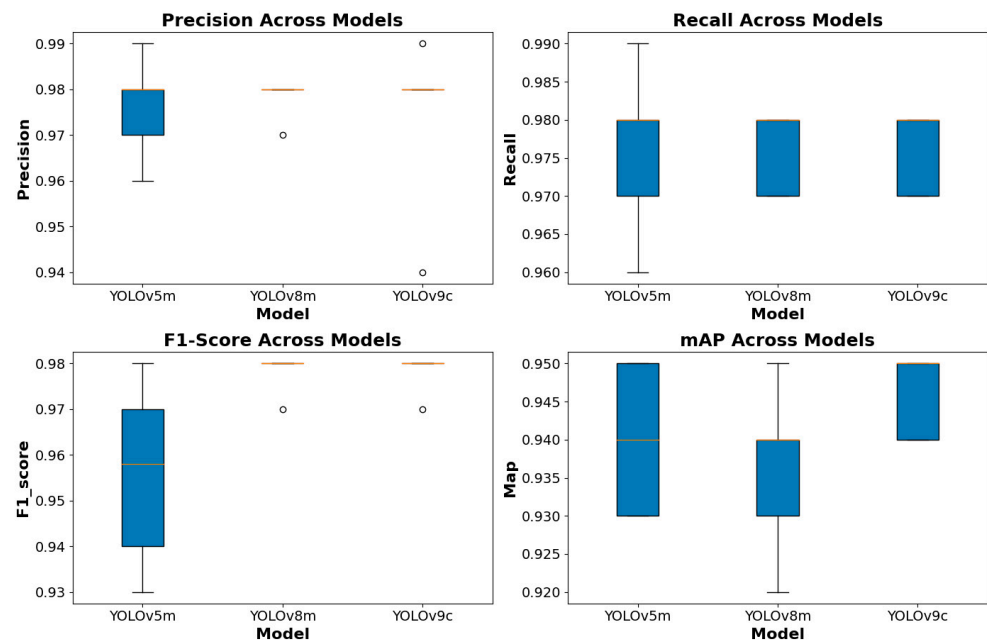 Precision Across Models
0.99
0.98
0.97
0.96
0.95
0.94
Precision
YOLOv5m YOLOv8m YOLOv9c
Model
Recall Across Models
0.990
0.985
0.980
0.975
0.970
0.965
0.960
Recall
YOLOv5m YOLOv8m YOLOv9c
Model
F1-Score Across Models
0.98
0.97
0.96
0.95
0.94
0.93
F1_score
YOLOv5m YOLOv8m YOLOv9c
Model
mAP Across Models
0.950
0.945
0.940
0.935
0.930
0.925
0.920
Map
YOLOv5m YOLOv8m YOLOv9c
Model